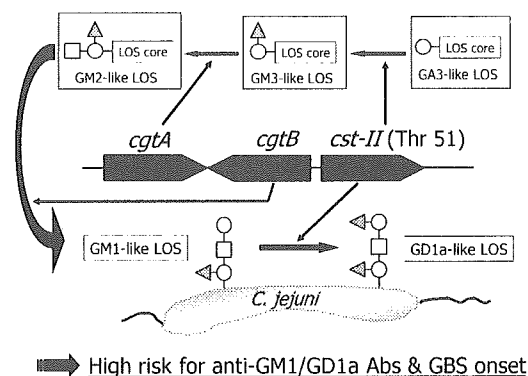 LOS core
GM2-like LOS
LOS core
GM3-like LOS
LOS core
GA3-like LOS
cgtA
cgtB
cst-II (Thr 51)
GM1-like LOS
GD1a-like LOS
C. jejuni
High risk for anti-GM1/GD1a Abs & GBS onset